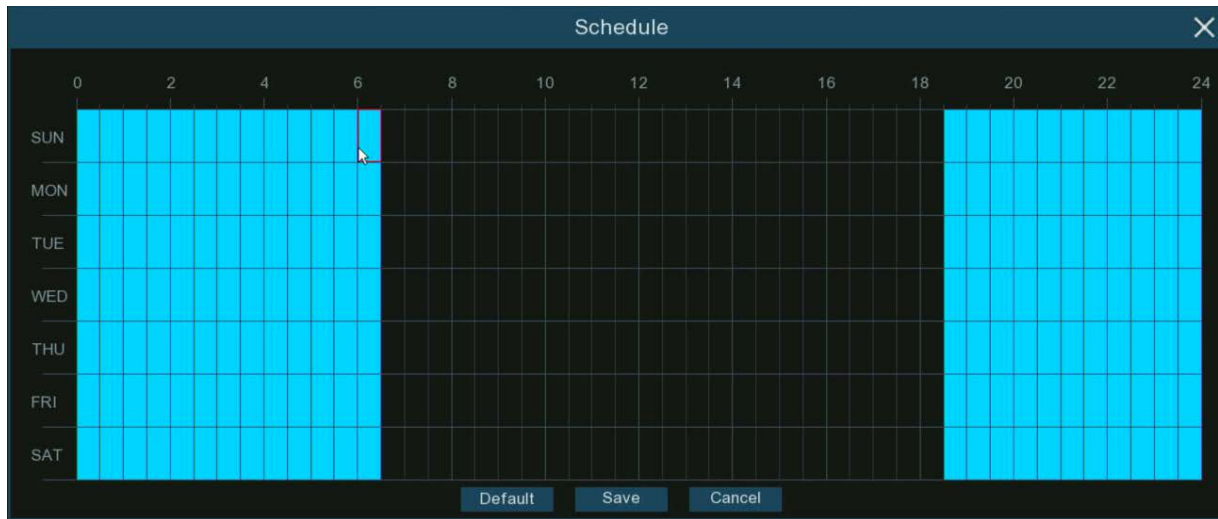 Schedule
0 2 4 6 8 10 12 14 16 18 20 22 24
SUN
MON
TUE
WED
THU
FRI
SAT
Default Save Cancel